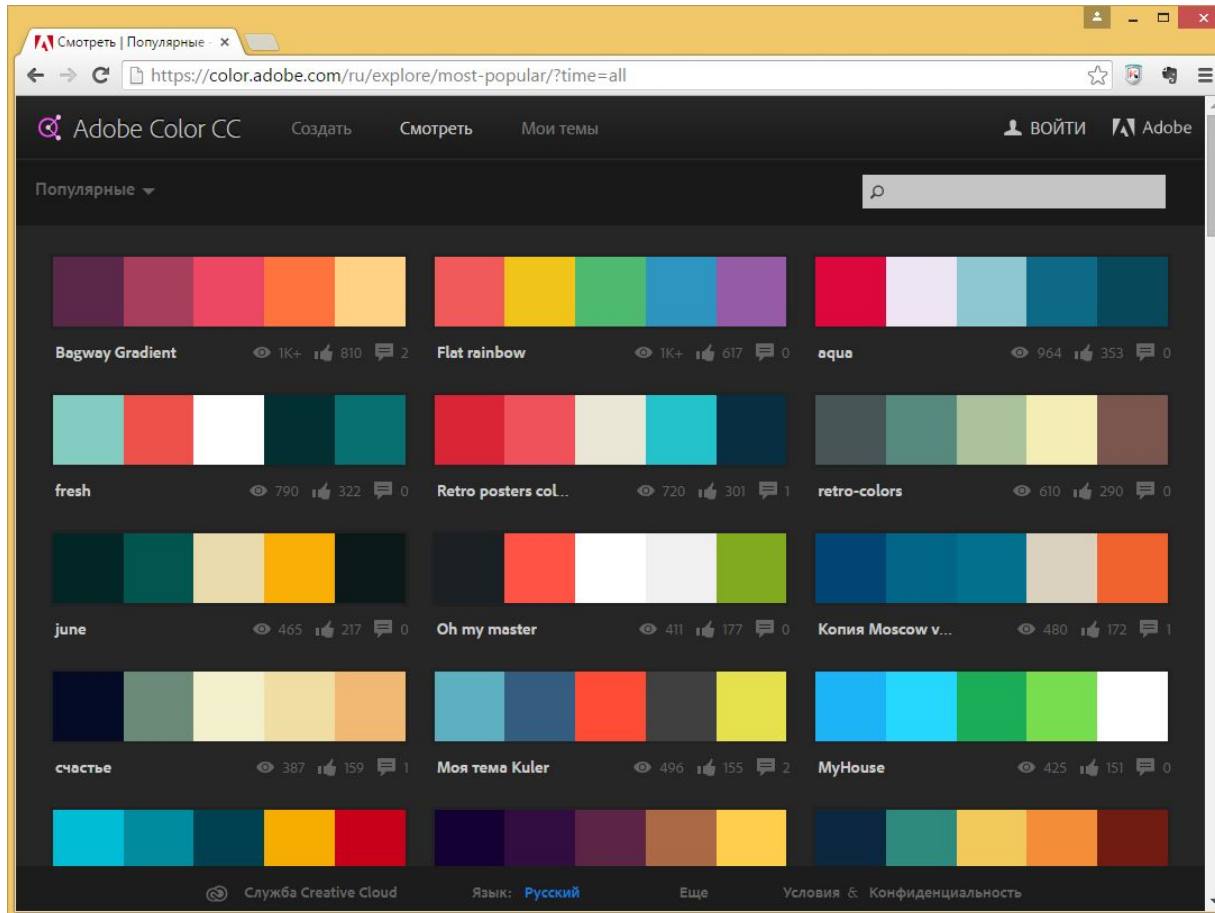 Смотреть | Популярные -
https://color.adobe.com/ru/explore/most-popular/?time=all
Adobe Color CC Создать Смотреть Мои темы ВОЙТИ Adobe
Популярные
Bagway Gradient 1K+ 810 2 Flat rainbow 1K+ 617 0 aqua 964 353 0
fresh 790 322 0 Retro posters col... 720 301 1 retro-colors 610 290 0
june 465 217 0 Oh my master 411 177 0 Копия Moscow v... 480 172 1
счастье 387 159 1 Моя тема Kuler 496 155 2 MyHouse 425 151 0
Служба Creative Cloud Язык: Русский Еще Условия & Конфиденциальность